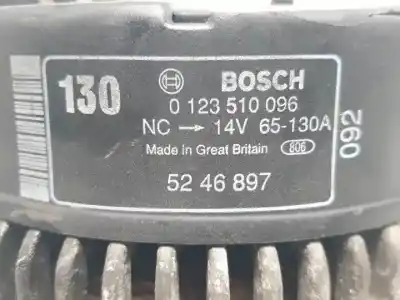 130 BOSCH
0 123 510 096
NC → 14V 65-130A
Made in Great Britain 806
52 46 897
092